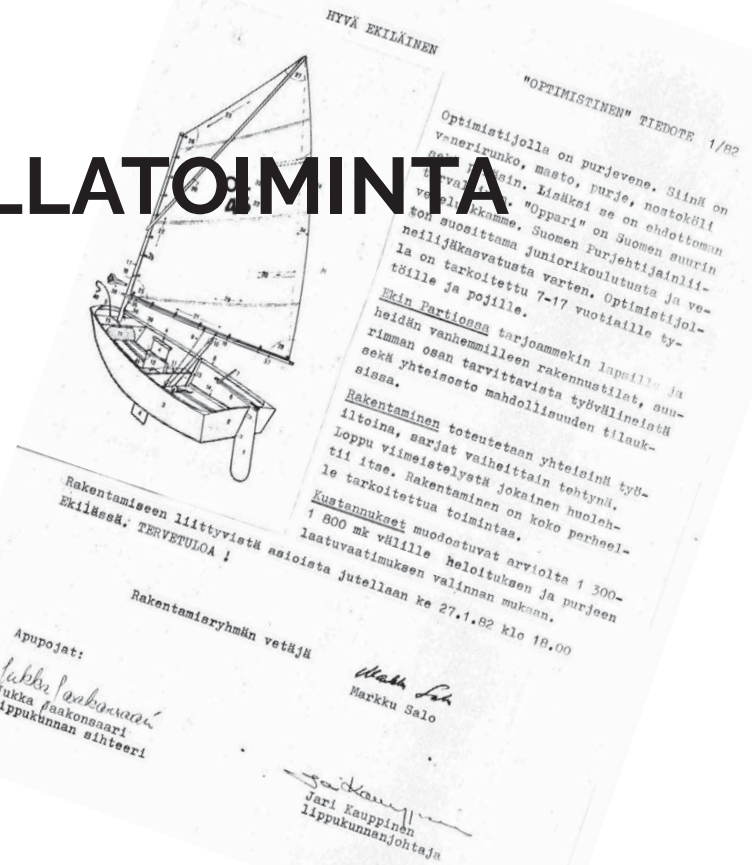 HYVÄ EKILÄINEN
"OPTIMISTINEN" TIEDOTE 1/82
LLATOIMINTA
Optimistijolla on purjevene. Siinä on
vanerirunko, masto, purje, nostoköli
Lisäksi se on ehdottoman
"Oppari" on Suomen suurin
Suomen Purjehtijainlii-
ton suosittama juniorikoulutusta ja ve-
neilijäkasvatusta varten. Optimistijol-
la on tarkoitettu 7-17 vuotiaille ty-
töille ja pojille.
Ekin Partiossa tarjoammekin lapsille ja
heidän vanhemmilleen rakennustilat, suu-
rimman osan tarvittavista työvälineistä
sekä yhteisosto mahdollisuuden tilauk-
sissa.
Rakentaminen toteutetaan yhteisinä työ-
iltoina, sarjat vaiheittain tehtynä.
Loppu viimeistelystä jokainen huoleh-
tii itse. Rakentaminen on koko perheel-
le tarkoitettua toimintaa.
Kustannukset muodostuvat arviolta 1 300-
1 800 mk välille heloituksen ja purjeen
laatuvaatimuksen valinnan mukaan.
Rakentamiseen liittyvistä asioista jutellaan ke 27.1.82 klo 18.00
Ekilässä, TERVETULOA !
Rakentamisryhmän vetäjä
Markku Salo
Apupojat:
Jukka Jaakonsaari
lippukunnan sihteeri
Jari Kauppinen
lippukunnanjohtaja